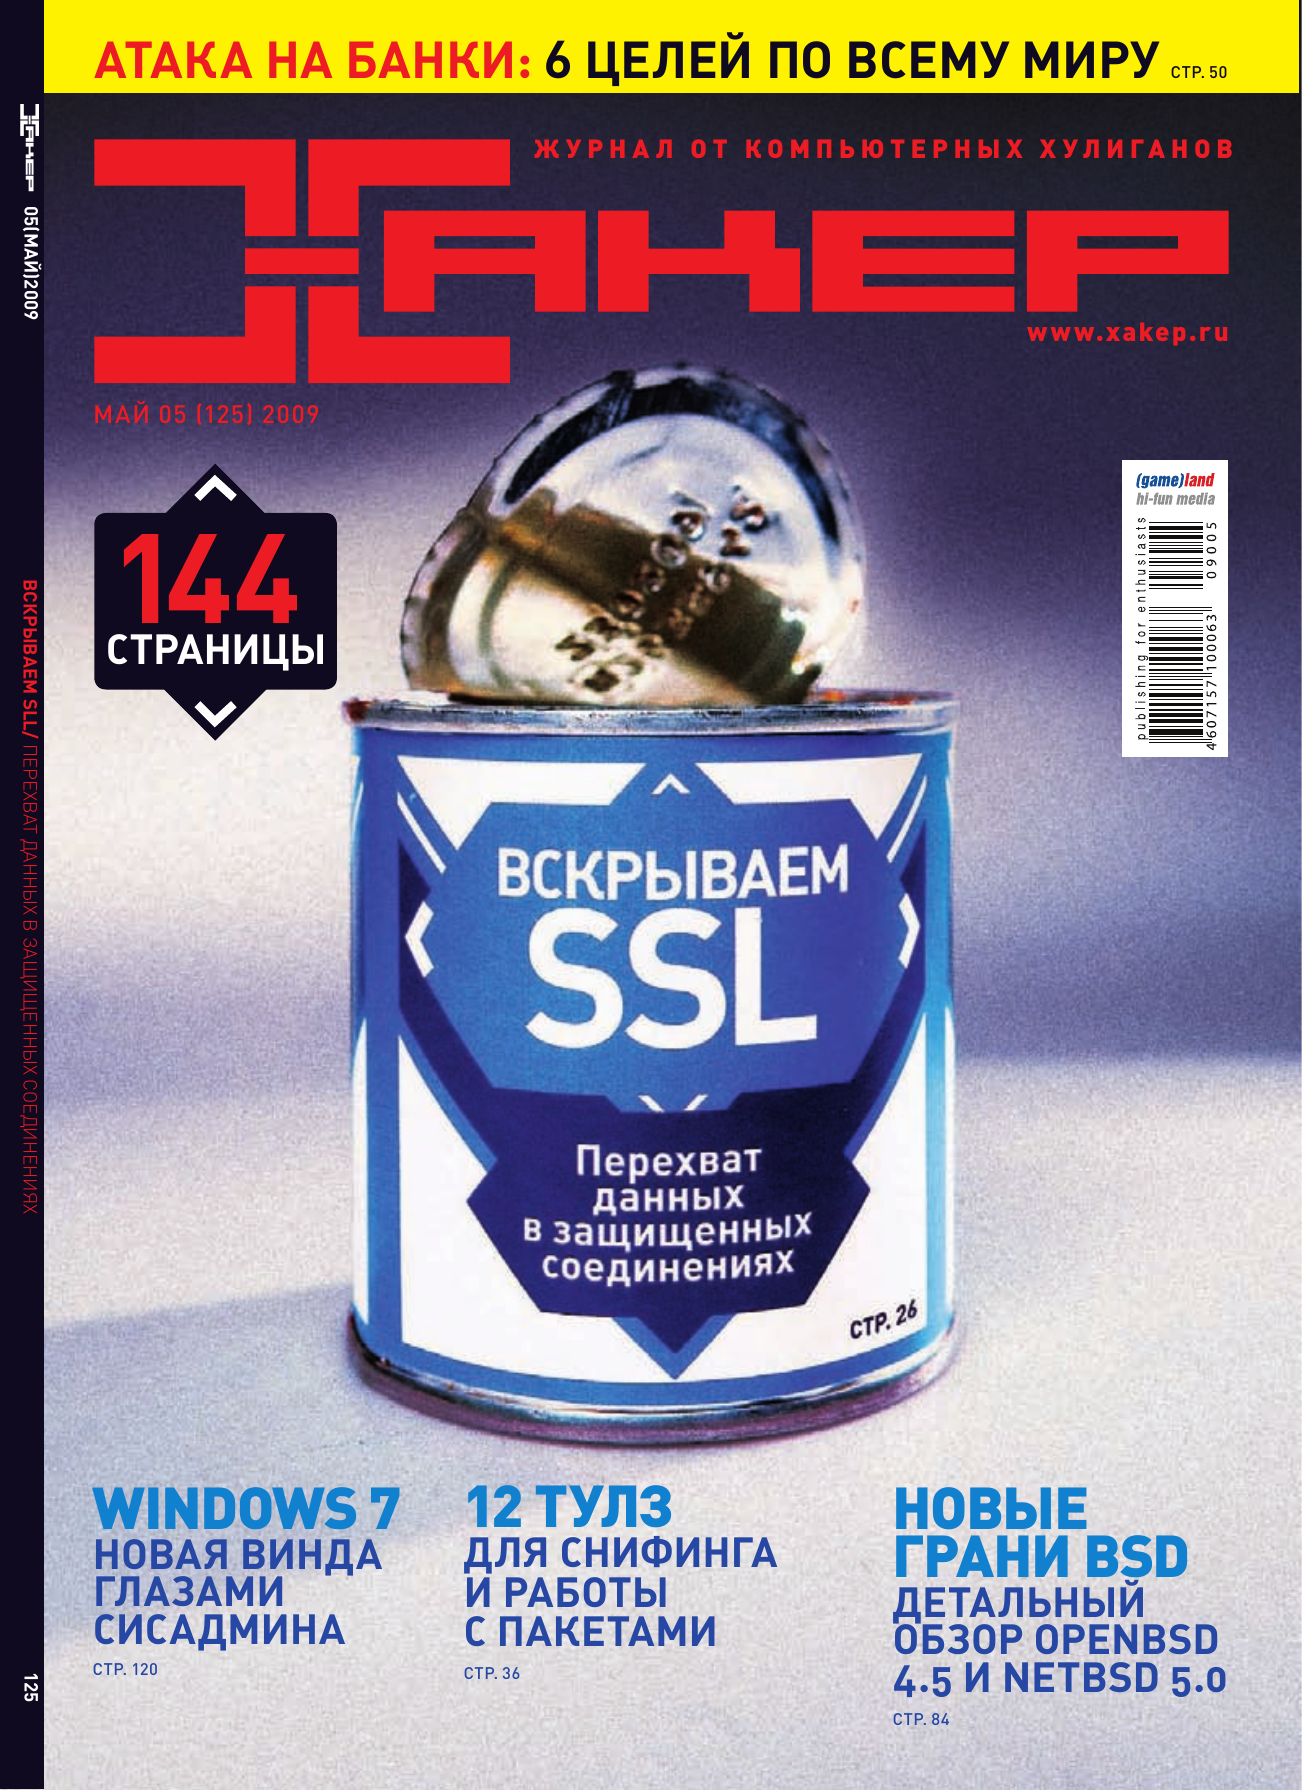 АТАКА НА БАНКИ: 6 ЦЕЛЕЙ ПО ВСЕМУ МИРУ СТР. 50
ЖУРНАЛ ОТ КОМПЬЮТЕРНЫХ ХУЛИГАНОВ
ХАКЕР
www.xakep.ru
МАЙ 05 (125) 2009
144
СТРАНИЦЫ
(game)land
hi-fun media
publishing for enthusiasts
4 607157 100063
09005
ВСКРЫВАЕМ
SSL
Перехват
данных
в защищенных
соединениях
СТР. 26
WINDOWS 7
НОВАЯ ВИНДА
ГЛАЗАМИ
СИСАДМИНА
СТР. 120
12 ТУЛЗ
ДЛЯ СНИФИНГА
И РАБОТЫ
С ПАКЕТАМИ
СТР. 36
НОВЫЕ
ГРАНИ BSD
ДЕТАЛЬНЫЙ
ОБЗОР OPENBSD
4.5 И NETBSD 5.0
СТР. 84
ХАКЕР 05(МАЙ)2009
ВСКРЫВАЕМ SLL/ ПЕРЕХВАТ ДАННЫХ В ЗАЩИЩЕННЫХ СОЕДИНЕНИЯХ
125